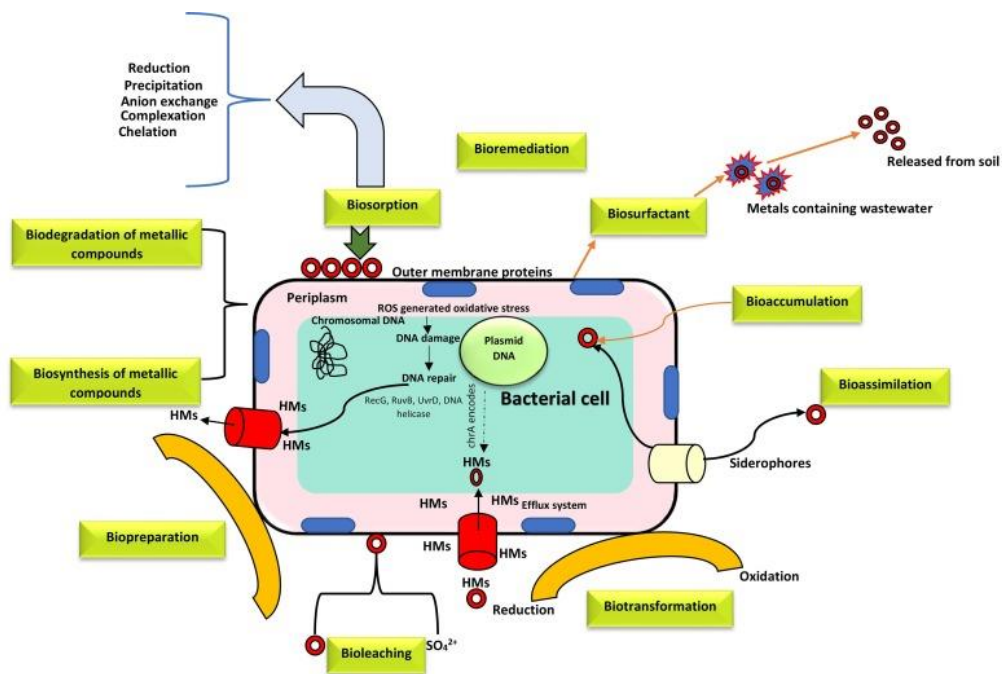 Reduction
Precipitation
Anion exchange
Complexation
Chelation
Bioremediation
Released from soil
Biosorption
Biosurfactant
Metals containing wastewater
Biodegradation of metallic
compounds
Outer membrane proteins
Periplasm
ROS generated oxidative stress
Bioaccumulation
Chromosomal DNA
DNA damage
Plasmid
DNA
Biosynthesis of metallic
compounds
DNA repair
RecG, RuvB, UvrD, DNA
helicase
chrA encodes
Bacterial cell
Bioassimilation
HMs
HMs
HMs
HMs
Siderophores
HMs
HMs
Efflux system
Biopreparation
HMs
HMs
HMs
Reduction
Oxidation
Biotransformation
Bioleaching
SO₄²⁺